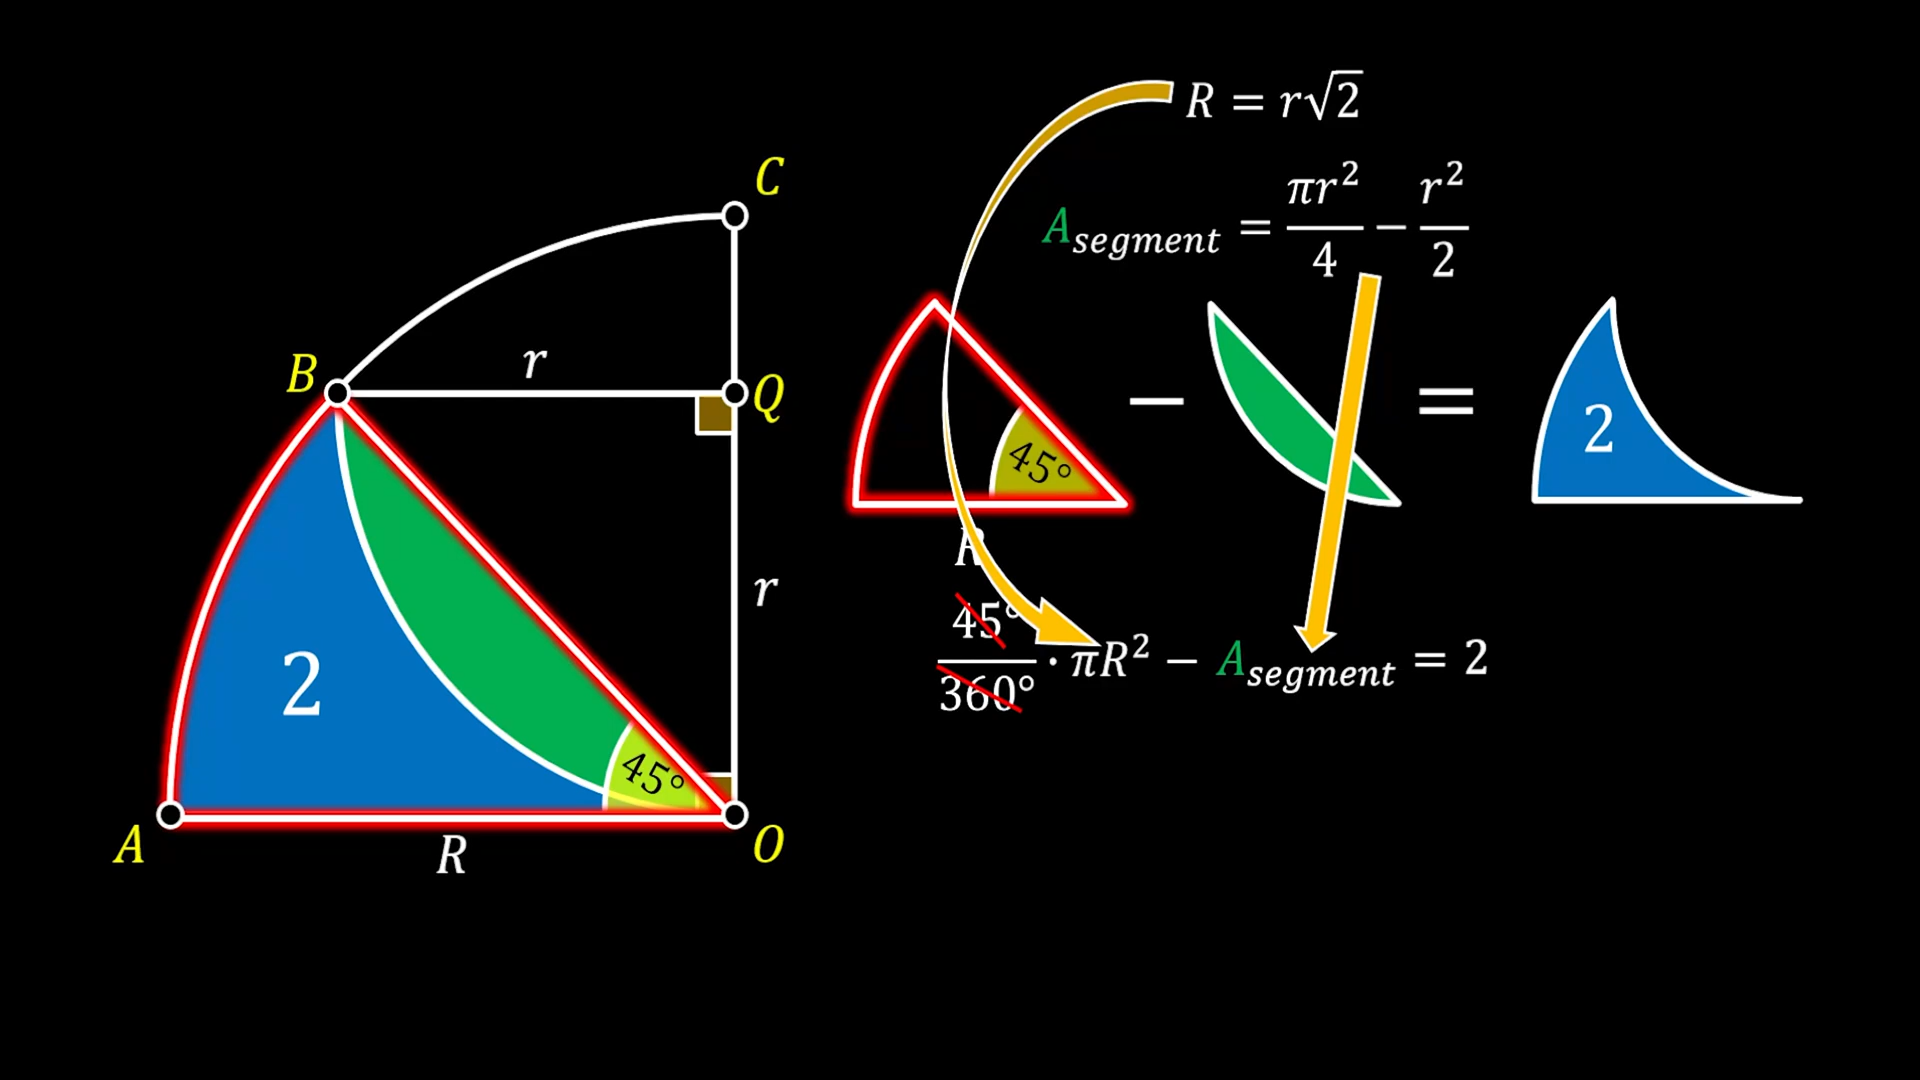 C
B
r
Q
r
2
45°
A
R
O
R = r√2
A_segment = πr²/4 − r²/2
45°
−
=
2
R
45°/360° · πR² − A_segment = 2